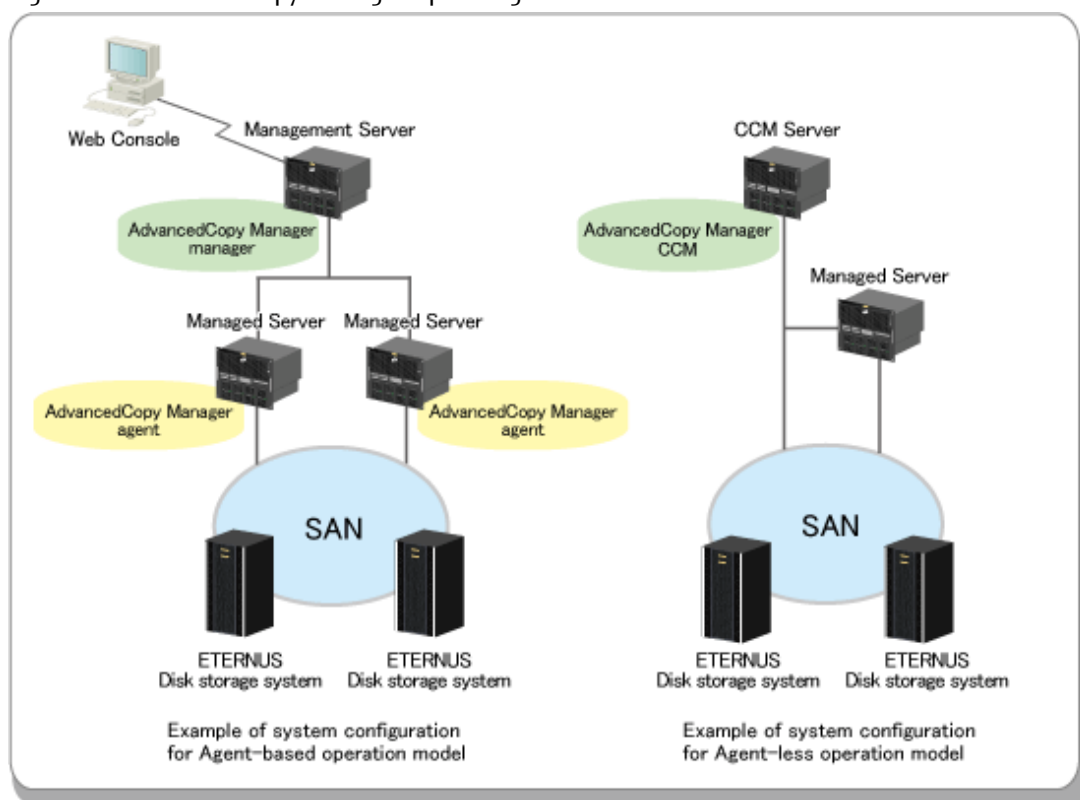 Web Console
Management Server
AdvancedCopy Manager
manager
Managed Server
Managed Server
AdvancedCopy Manager
agent
AdvancedCopy Manager
agent
SAN
ETERNUS
Disk storage system
ETERNUS
Disk storage system
Example of system configuration
for Agent-based operation model
CCM Server
AdvancedCopy Manager
CCM
Managed Server
SAN
ETERNUS
Disk storage system
ETERNUS
Disk storage system
Example of system configuration
for Agent-less operation model